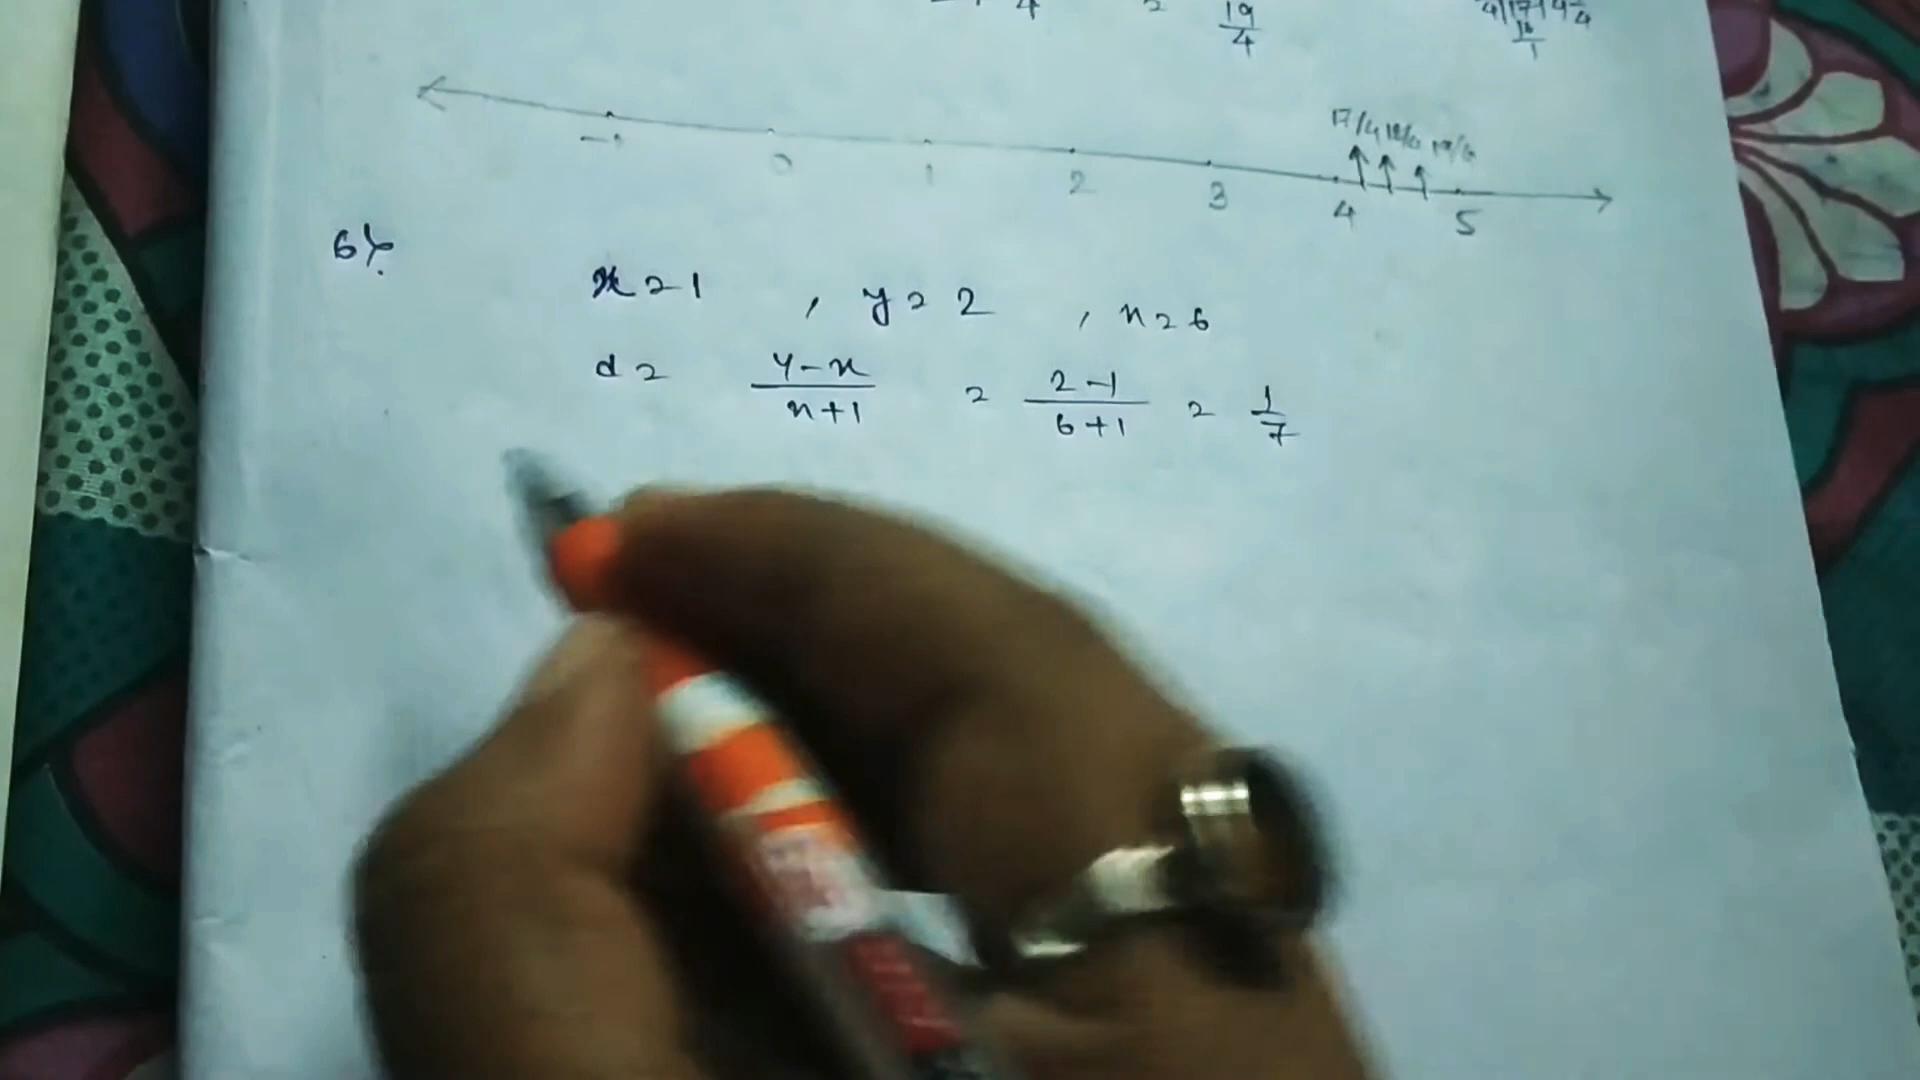 19/4
-1 0 1 2 3 4 5
17/4 18/4 19/4
6).
x = 1 , y = 2 , n = 6
d = y-x/n+1 = 2-1/6+1 = 1/7